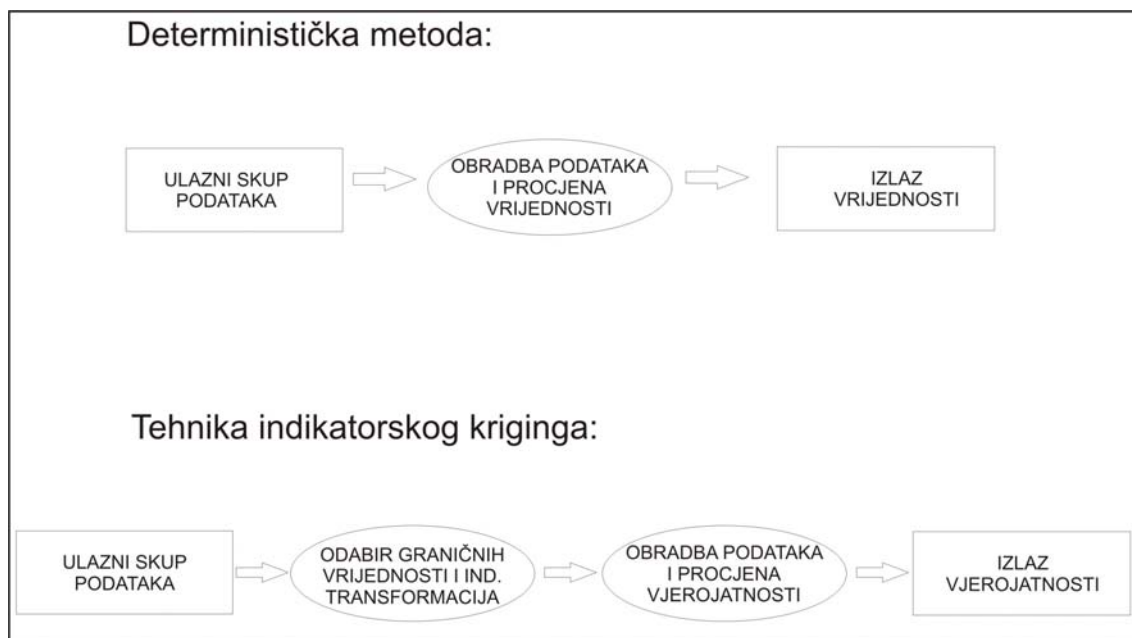 Deterministička metoda:
ULAZNI SKUP
PODATAKA
OBRADBA PODATAKA
I PROCJENA
VRIJEDNOSTI
IZLAZ
VRIJEDNOSTI
Tehnika indikatorskog kriginga:
ULAZNI SKUP
PODATAKA
ODABIR GRANIČNIH
VRIJEDNOSTI I IND.
TRANSFORMACIJA
OBRADBA PODATAKA
I PROCJENA
VJEROJATNOSTI
IZLAZ
VJEROJATNOSTI